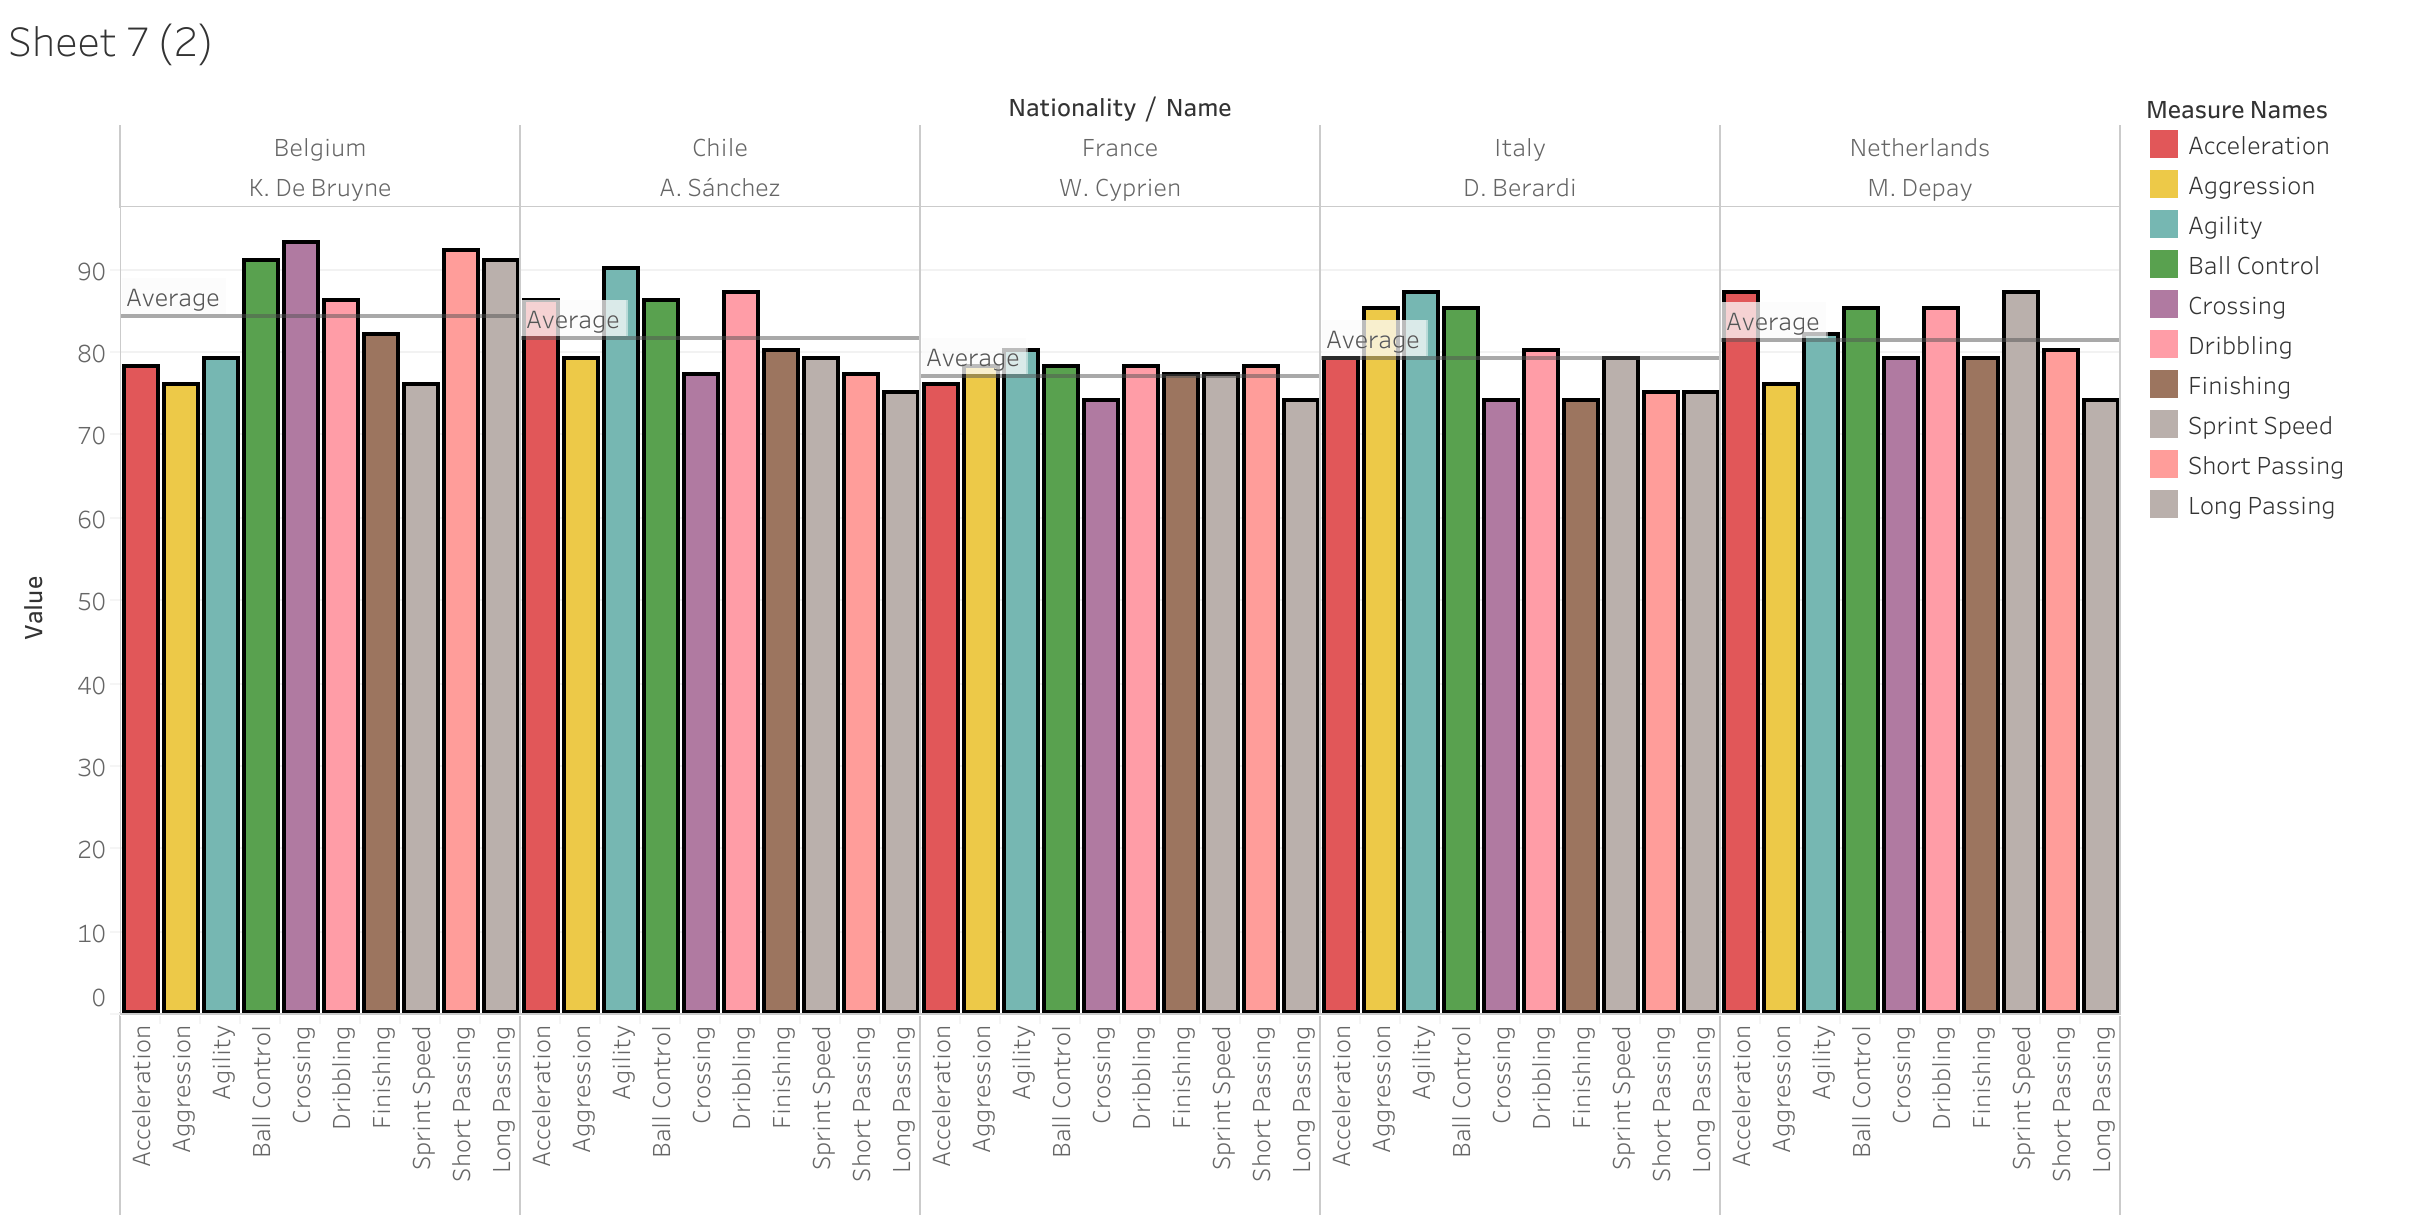 Sheet 7 (2)
Nationality / Name
Belgium
Chile
France
Italy
Netherlands
K. De Bruyne
A. Sánchez
W. Cyprien
D. Berardi
M. Depay
Measure Names
Acceleration
Aggression
Agility
Ball Control
Crossing
Dribbling
Finishing
Sprint Speed
Short Passing
Long Passing
Value
90
80
70
60
50
40
30
20
10
0
Average
Average
Average
Average
Average
Acceleration
Aggression
Agility
Ball Control
Crossing
Dribbling
Finishing
Sprint Speed
Short Passing
Long Passing
Acceleration
Aggression
Agility
Ball Control
Crossing
Dribbling
Finishing
Sprint Speed
Short Passing
Long Passing
Acceleration
Aggression
Agility
Ball Control
Crossing
Dribbling
Finishing
Sprint Speed
Short Passing
Long Passing
Acceleration
Aggression
Agility
Ball Control
Crossing
Dribbling
Finishing
Sprint Speed
Short Passing
Long Passing
Acceleration
Aggression
Agility
Ball Control
Crossing
Dribbling
Finishing
Sprint Speed
Short Passing
Long Passing